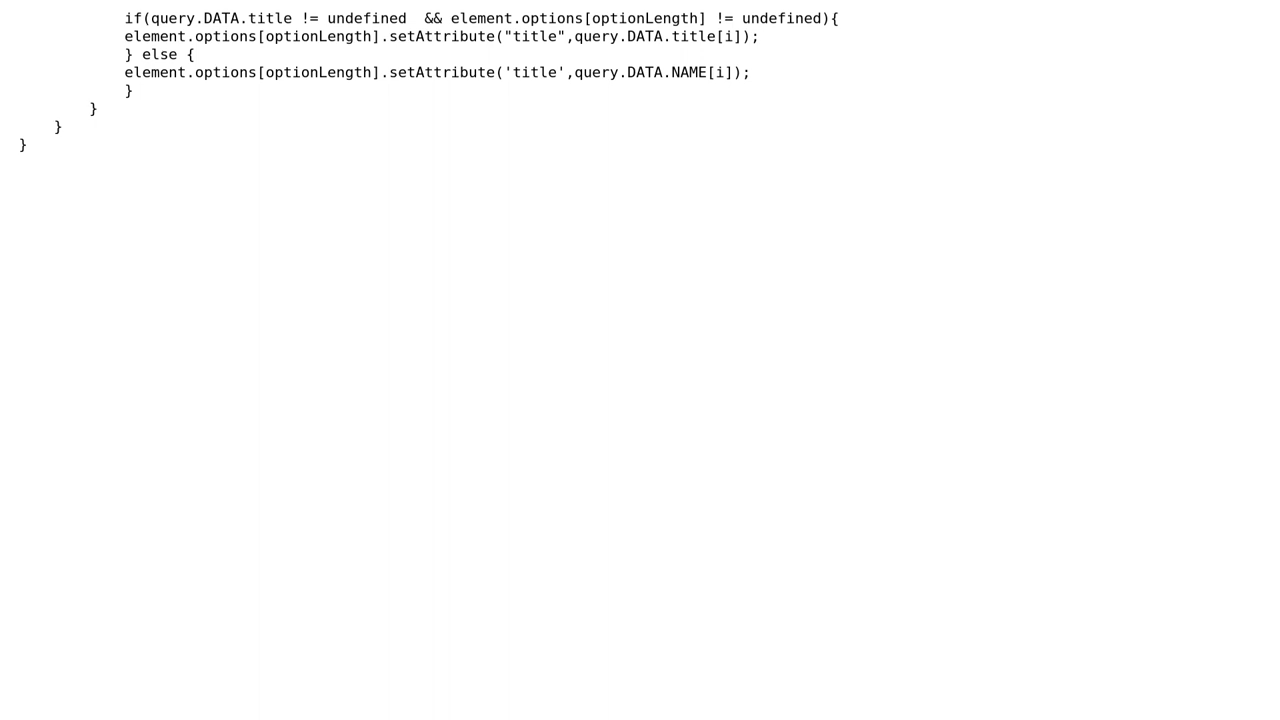 if(query.DATA.title != undefined  && element.options[optionLength] != undefined){
element.options[optionLength].setAttribute("title",query.DATA.title[i]);
} else {
element.options[optionLength].setAttribute('title',query.DATA.NAME[i]);
}
}
}
}